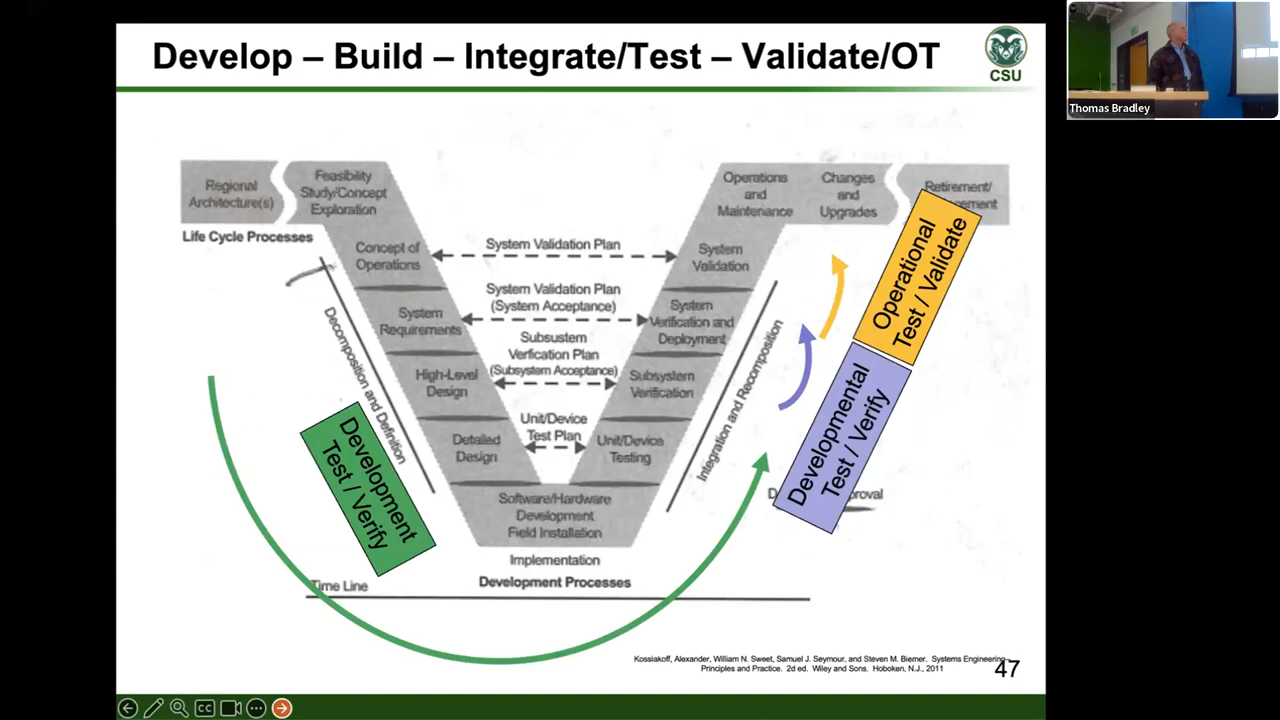 Develop – Build – Integrate/Test – Validate/OT
CSU
Thomas Bradley
Regional
Architecture(s)
Feasibility
Study/Concept
Exploration
Operations
and
Maintenance
Changes
and
Upgrades
Retirement/
Life Cycle Processes
Concept of
Operations
System Validation Plan
System
Validation
System
Requirements
System Validation Plan
(System Acceptance)
System
Verification and
Deployment
High-Level
Design
Subsustem
Verfication Plan
(Subsystem Acceptance)
Subsystem
Verification
Detailed
Design
Unit/Device
Test Plan
Unit/Device
Testing
Software/Hardware
Development
Field Installation
Implementation
Development Processes
Time Line
Decomposition and Definition
Integration and Recomposition
Development
Test / Verify
Developmental
Test / Verify
Operational
Test / Validate
Kossiakoff, Alexander, William N. Sweet, Samuel J. Seymour, and Steven M. Biemer. Systems Engineering
Principles and Practice. 2d ed. Wiley and Sons. Hoboken, N.J., 2011
47
CC